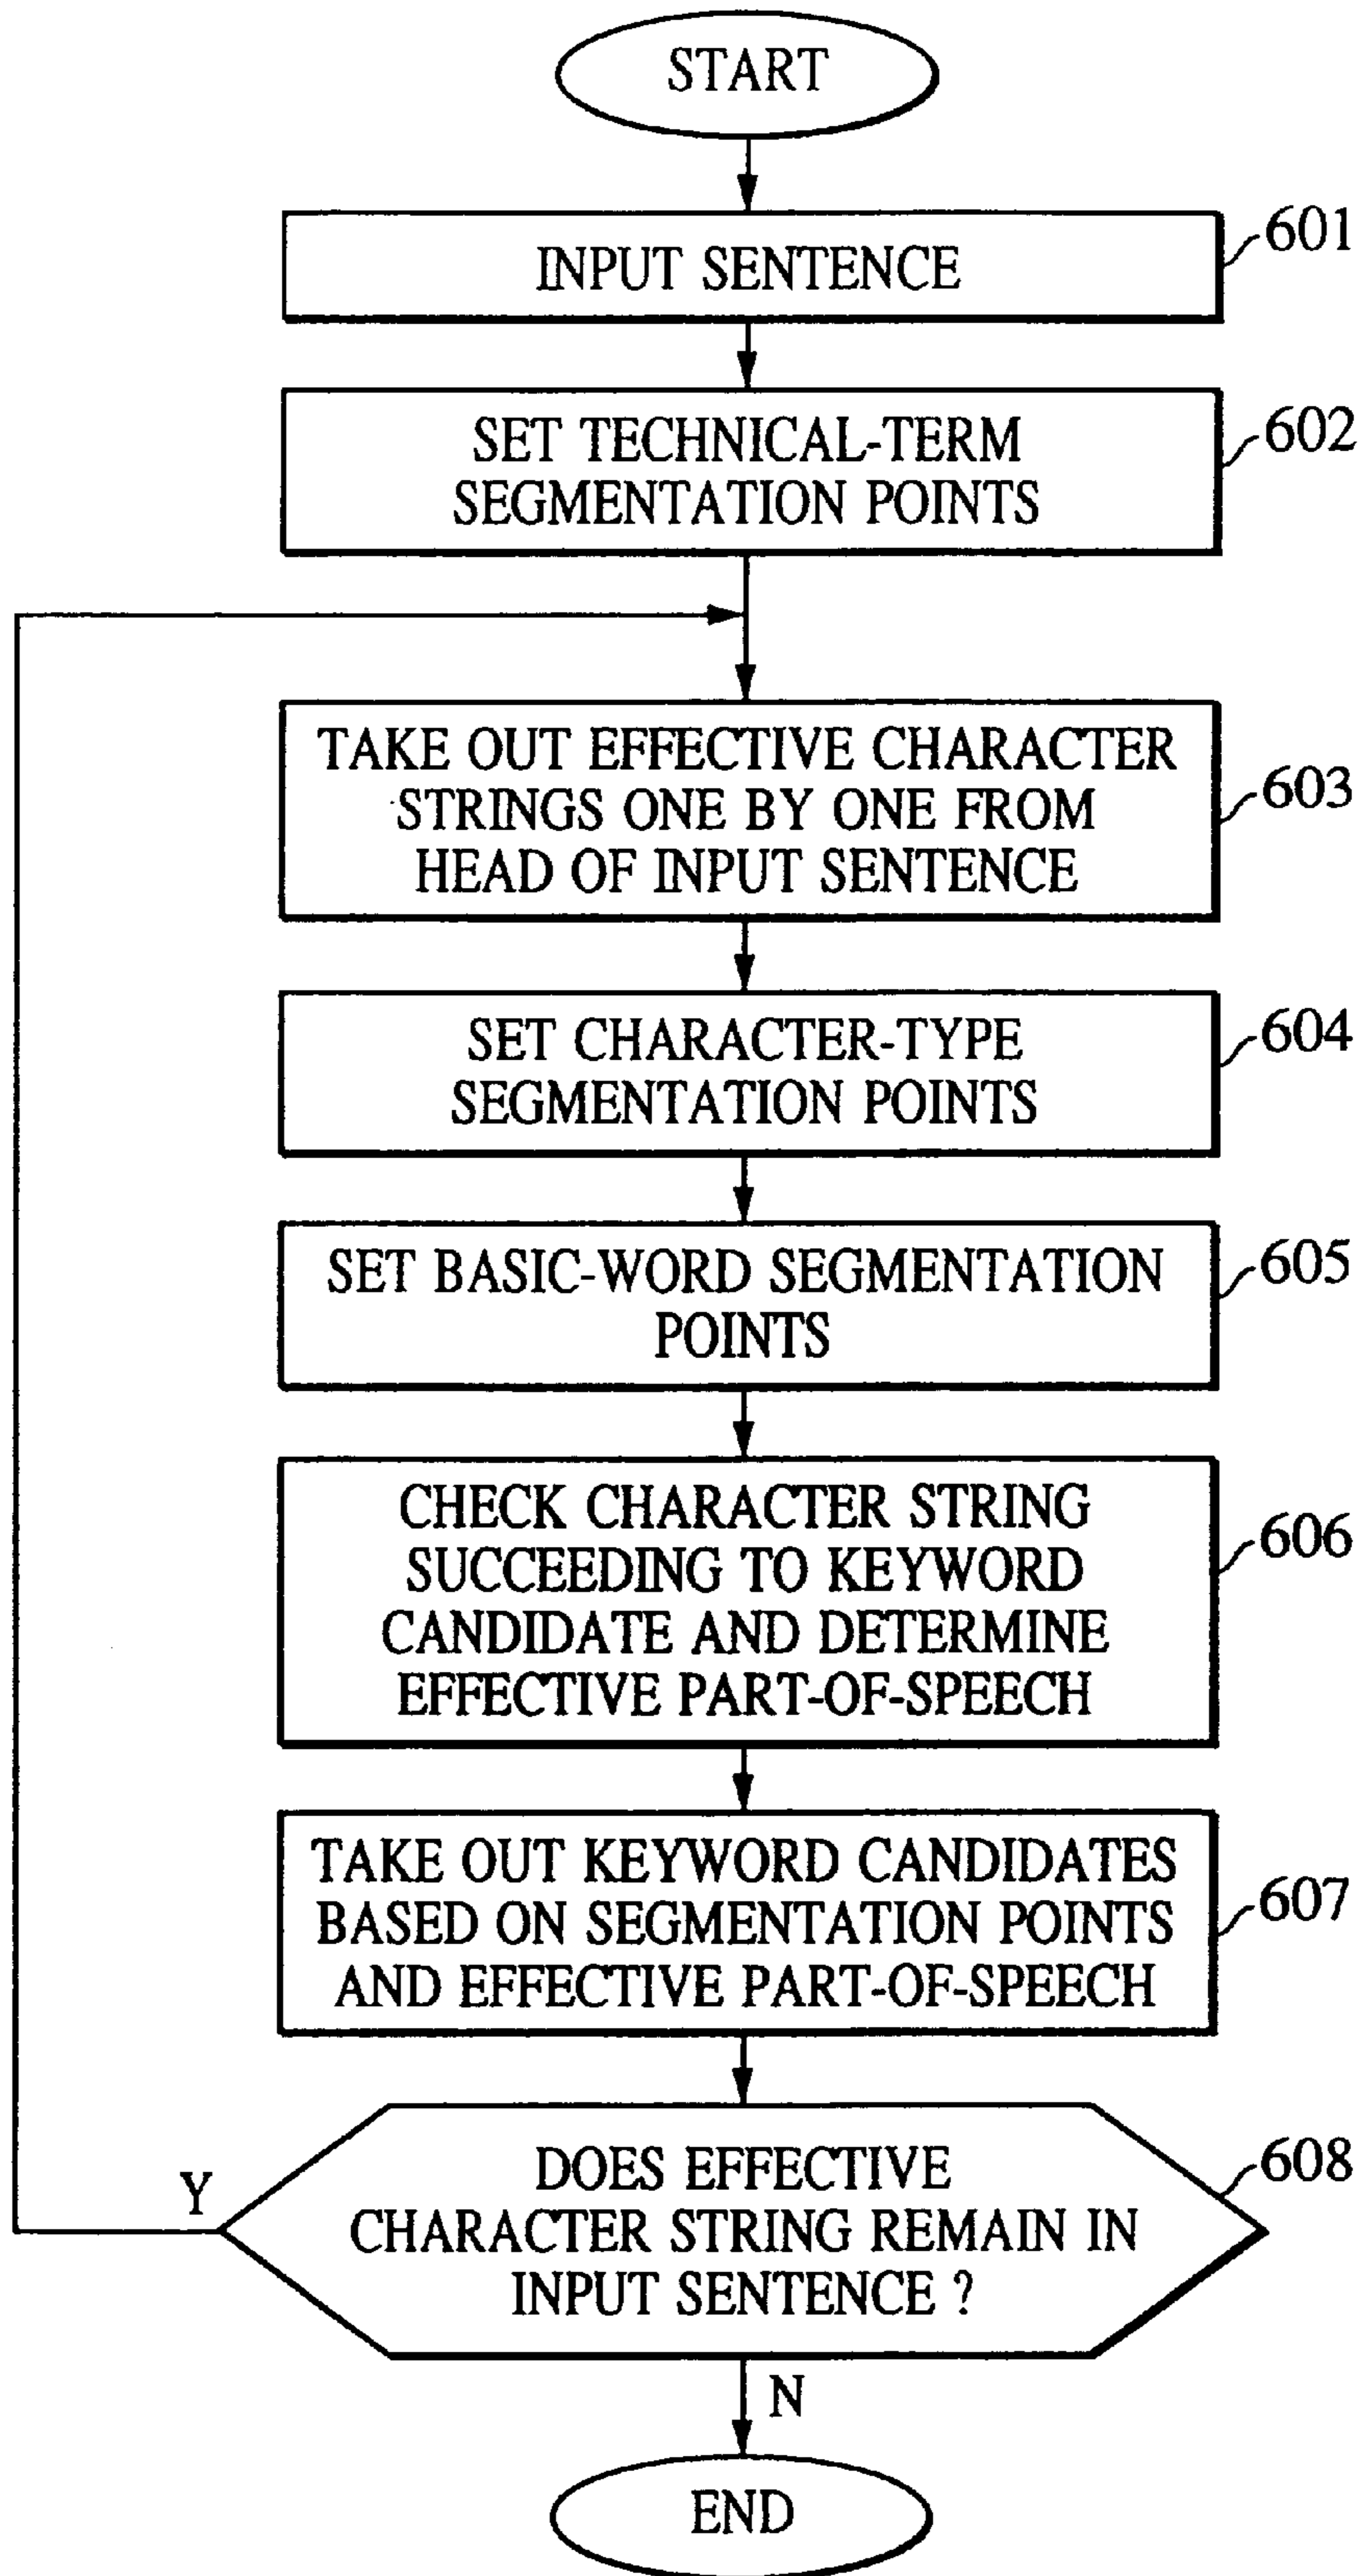 START
INPUT SENTENCE
601
SET TECHNICAL-TERM
SEGMENTATION POINTS
602
TAKE OUT EFFECTIVE CHARACTER
STRINGS ONE BY ONE FROM
HEAD OF INPUT SENTENCE
603
SET CHARACTER-TYPE
SEGMENTATION POINTS
604
SET BASIC-WORD SEGMENTATION
POINTS
605
CHECK CHARACTER STRING
SUCCEEDING TO KEYWORD
CANDIDATE AND DETERMINE
EFFECTIVE PART-OF-SPEECH
606
TAKE OUT KEYWORD CANDIDATES
BASED ON SEGMENTATION POINTS
AND EFFECTIVE PART-OF-SPEECH
607
DOES EFFECTIVE
CHARACTER STRING REMAIN IN
INPUT SENTENCE ?
608
Y
N
END